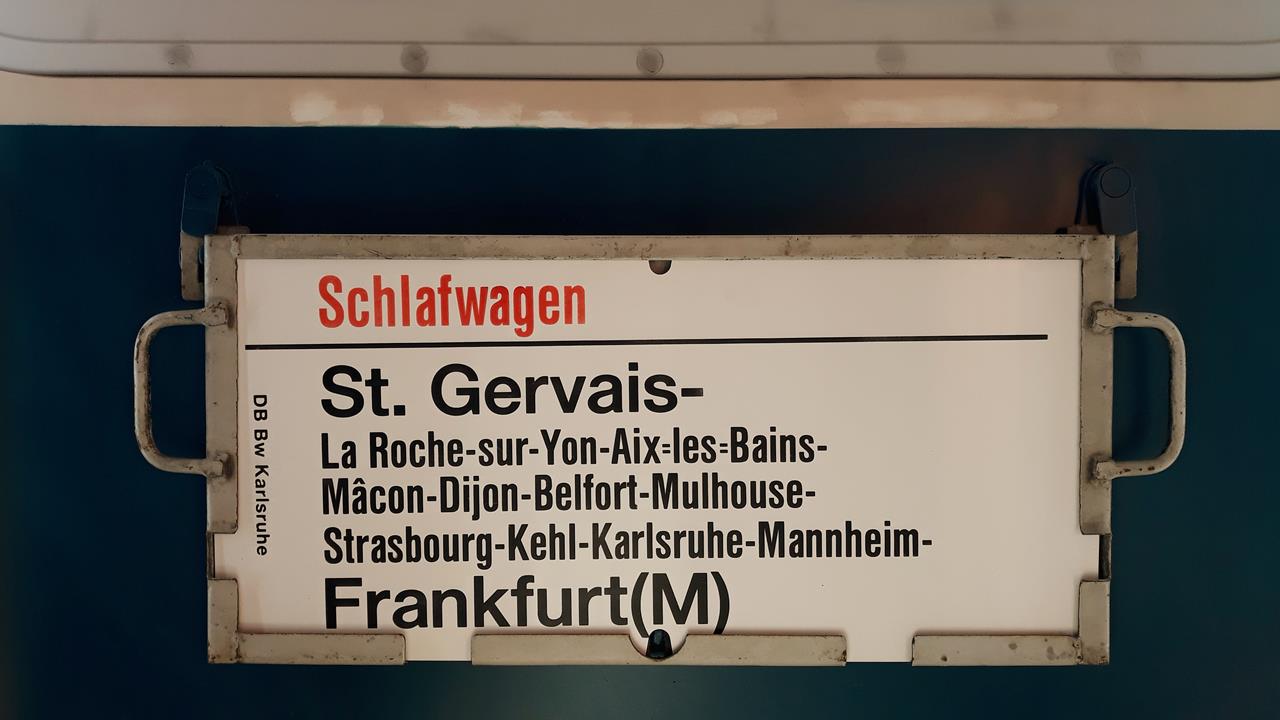 Schlafwagen
St. Gervais-
La Roche-sur-Yon-Aix=les=Bains-
Mâcon-Dijon-Belfort-Mulhouse-
Strasbourg-Kehl-Karlsruhe-Mannheim-
Frankfurt(M)
DB Bw Karlsruhe